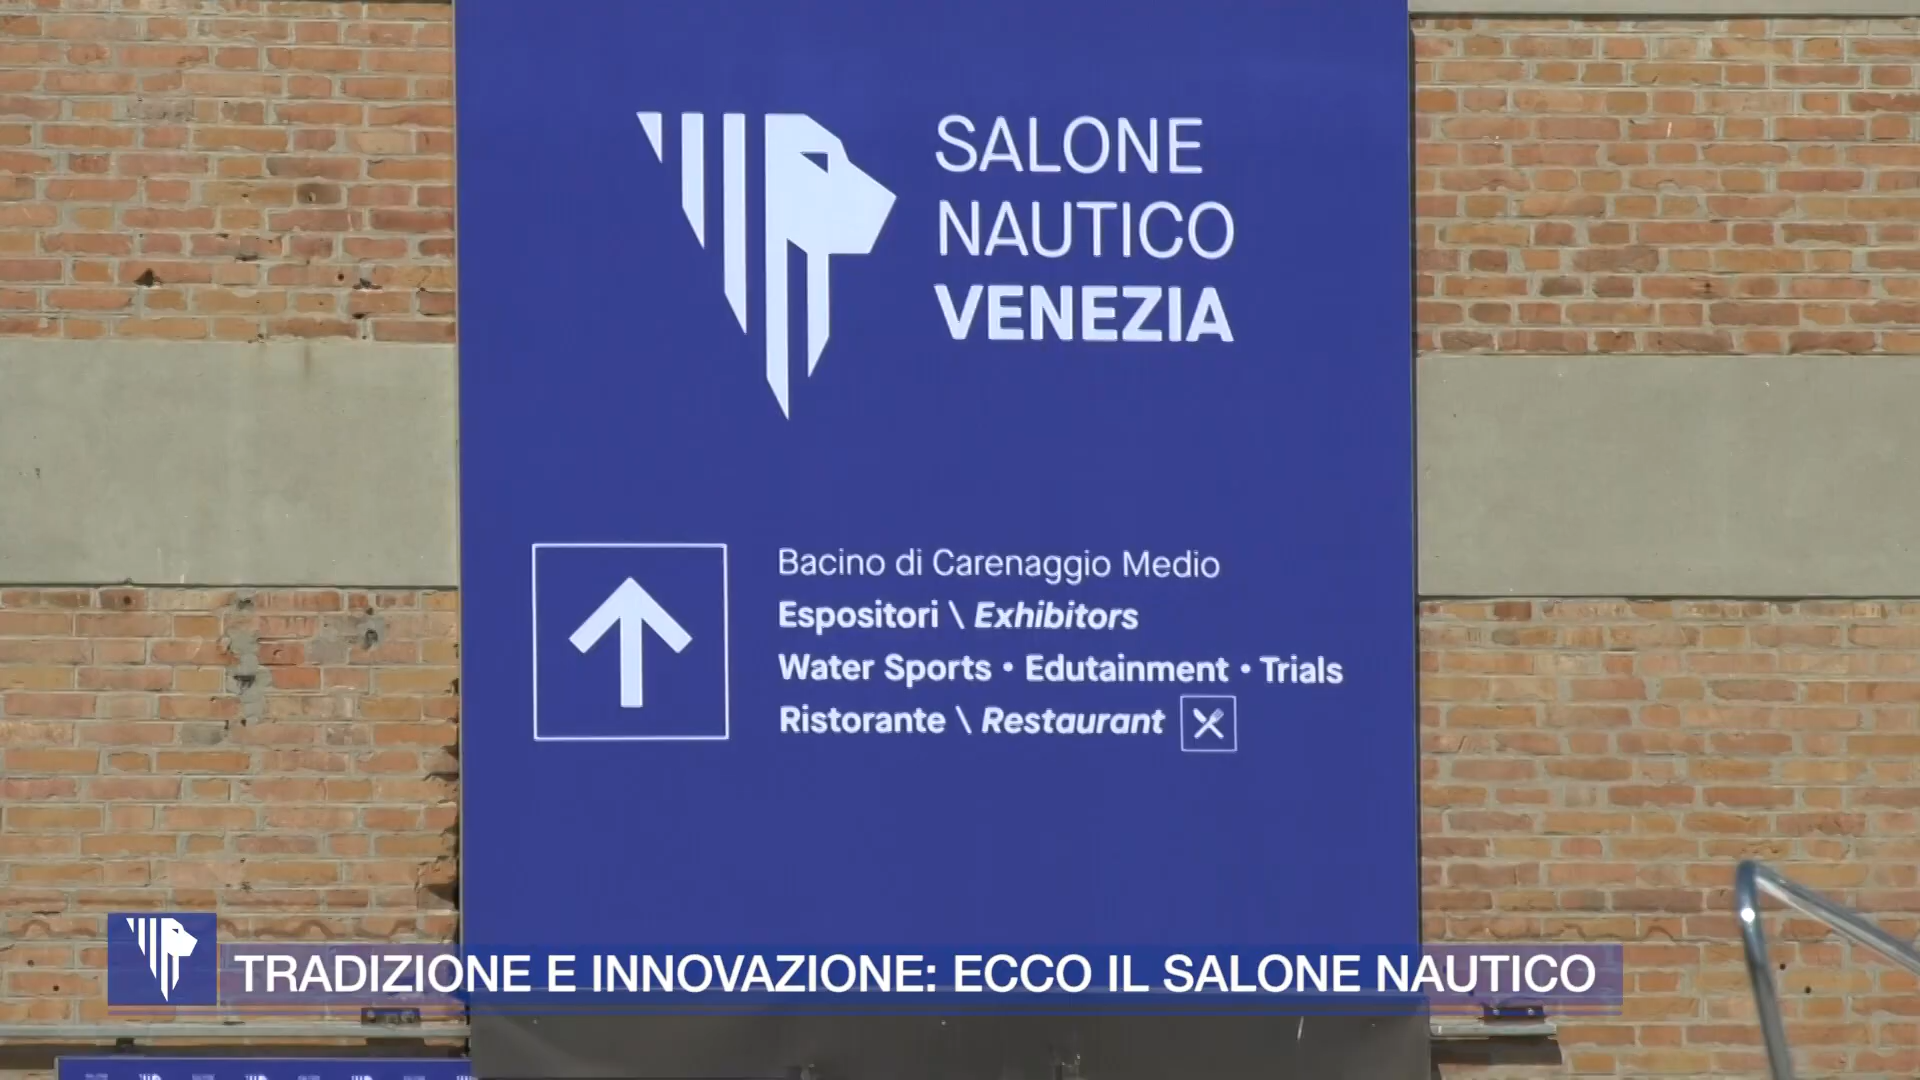 SALONE
NAUTICO
VENEZIA
Bacino di Carenaggio Medio
Espositori \ Exhibitors
Water Sports • Edutainment • Trials
Ristorante \ Restaurant
TRADIZIONE E INNOVAZIONE: ECCO IL SALONE NAUTICO